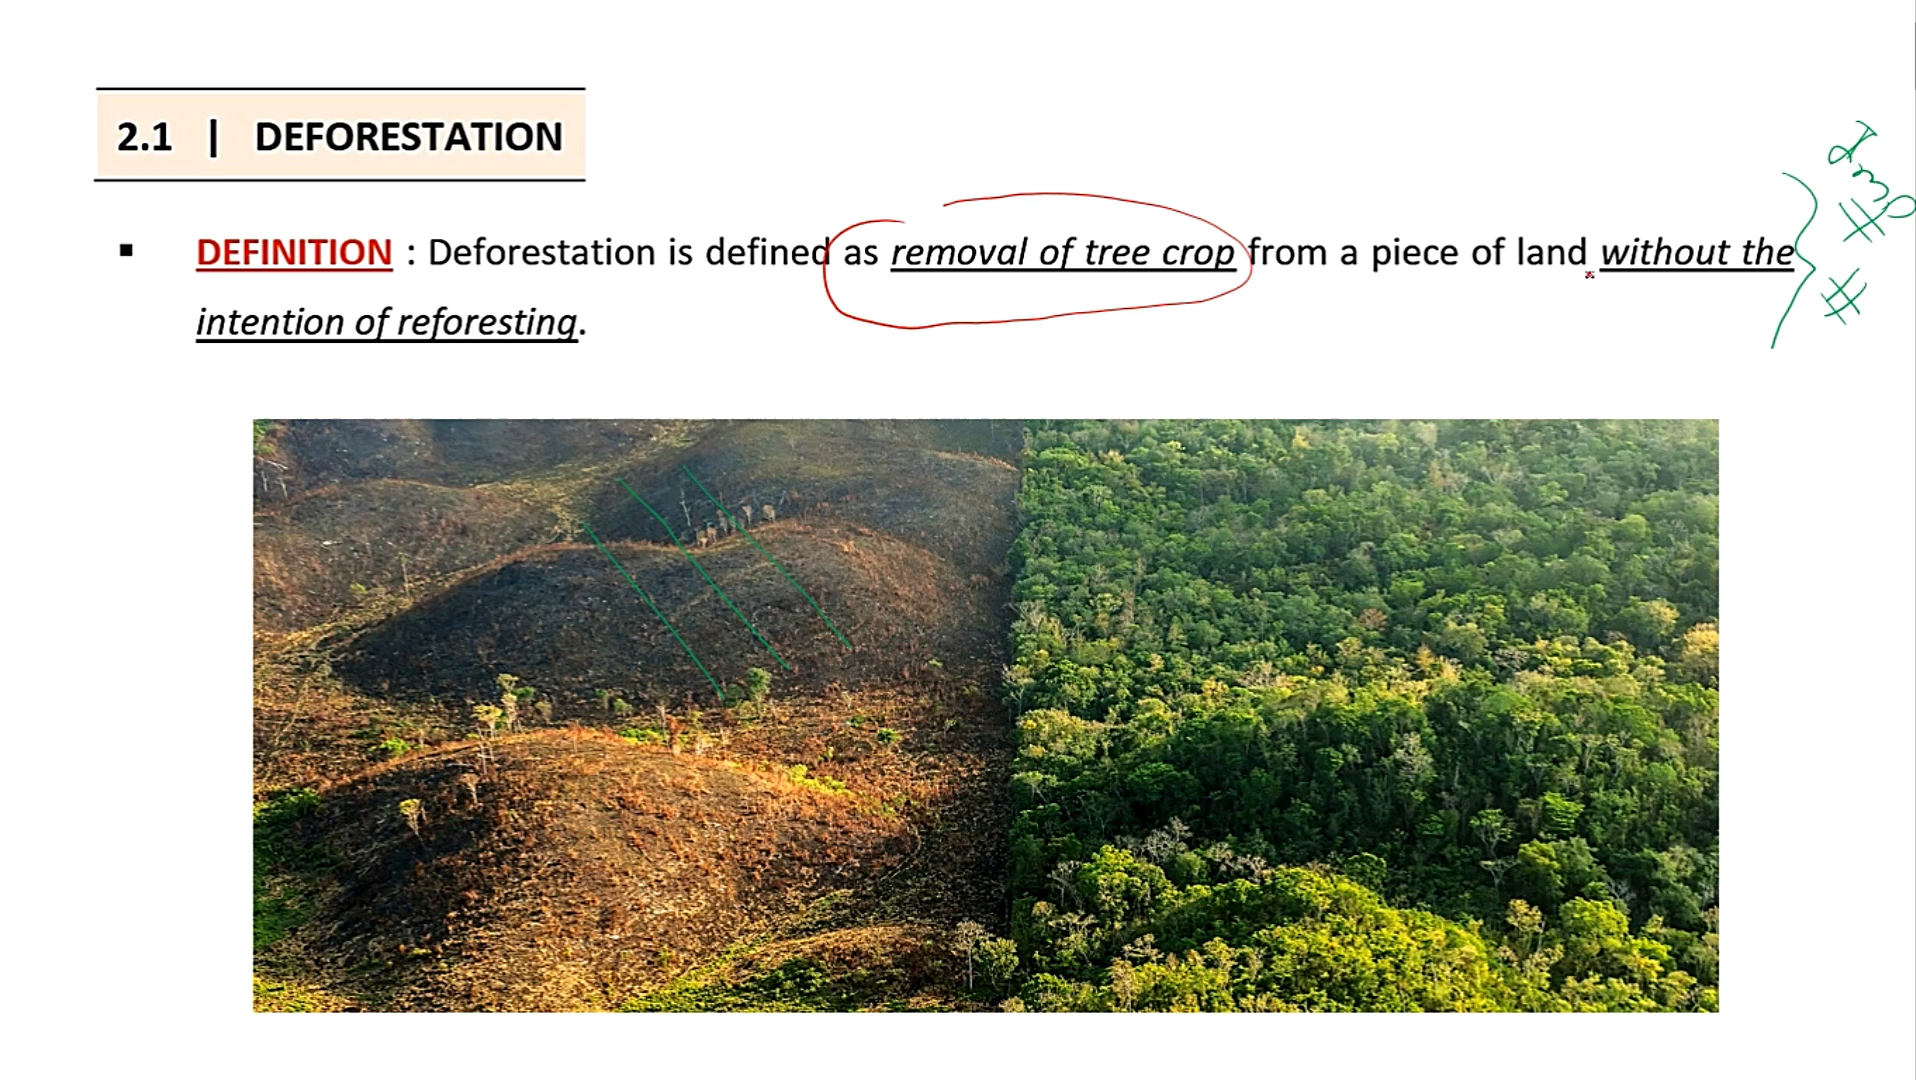 2.1 | DEFORESTATION
▪ DEFINITION : Deforestation is defined as removal of tree crop from a piece of land without the
intention of reforesting.
Imp
#
#